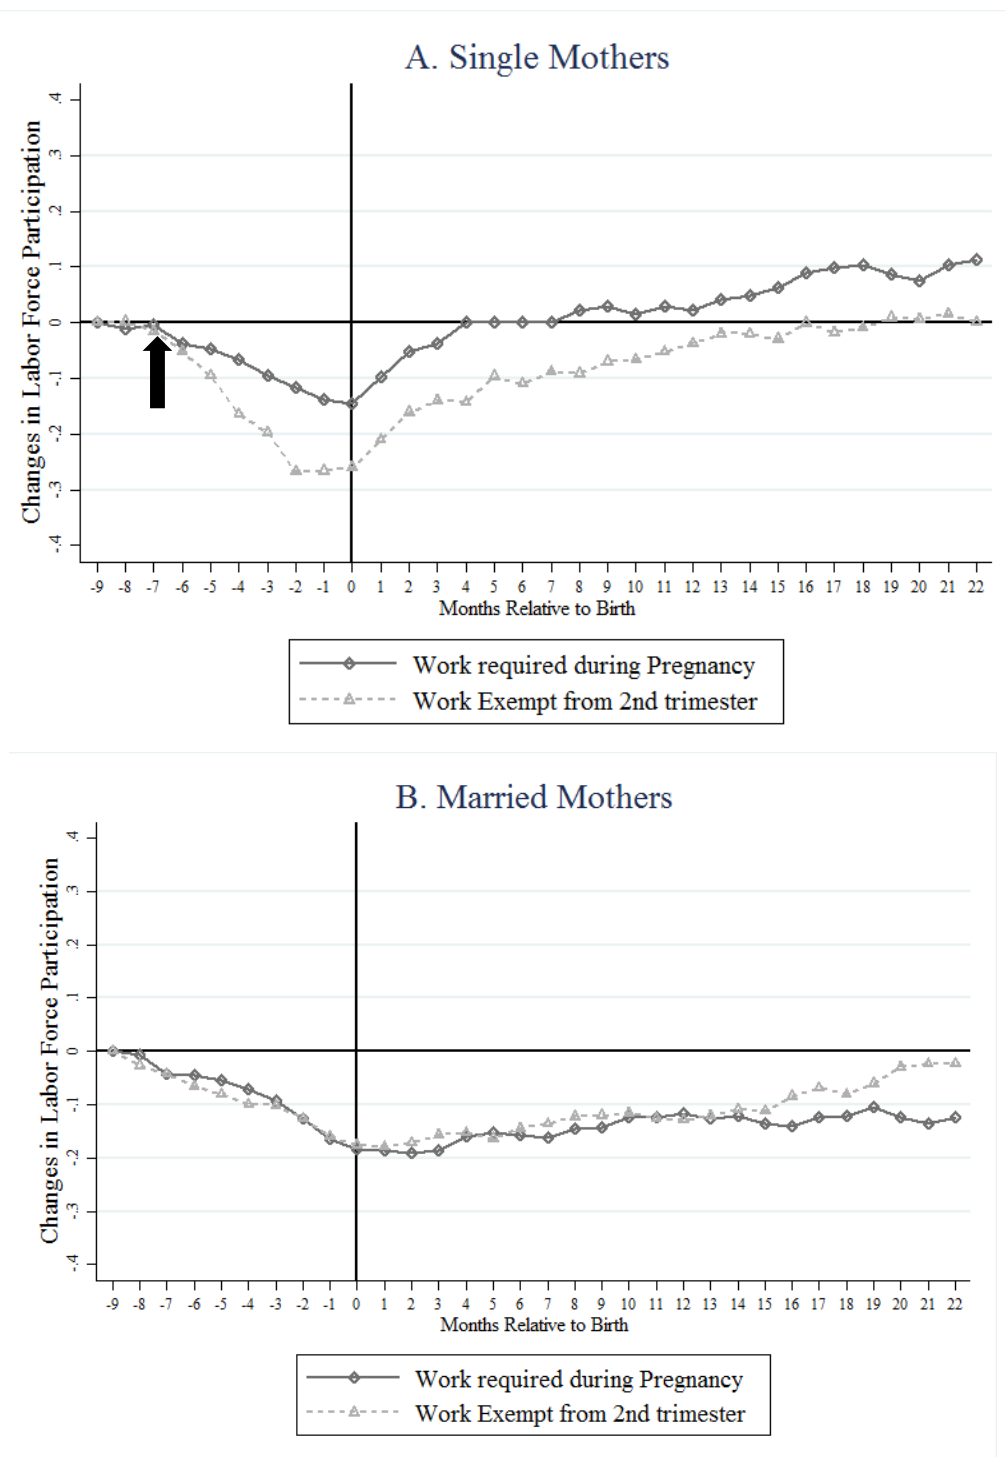 A. Single Mothers
Changes in Labor Force Participation
.4
.3
.2
.1
0
-.1
-.2
-.3
-.4
-9 -8 -7 -6 -5 -4 -3 -2 -1 0 1 2 3 4 5 6 7 8 9 10 11 12 13 14 15 16 17 18 19 20 21 22
Months Relative to Birth
Work required during Pregnancy
Work Exempt from 2nd trimester
B. Married Mothers
Changes in Labor Force Participation
.4
.3
.2
.1
0
-.1
-.2
-.3
-.4
-9 -8 -7 -6 -5 -4 -3 -2 -1 0 1 2 3 4 5 6 7 8 9 10 11 12 13 14 15 16 17 18 19 20 21 22
Months Relative to Birth
Work required during Pregnancy
Work Exempt from 2nd trimester